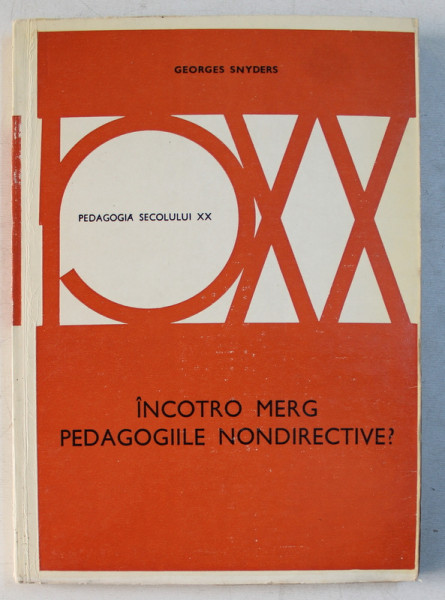 GEORGES SNYDERS
PEDAGOGIA SECOLULUI XX
XX
ÎNCOTRO MERG
PEDAGOGIILE NONDIRECTIVE?